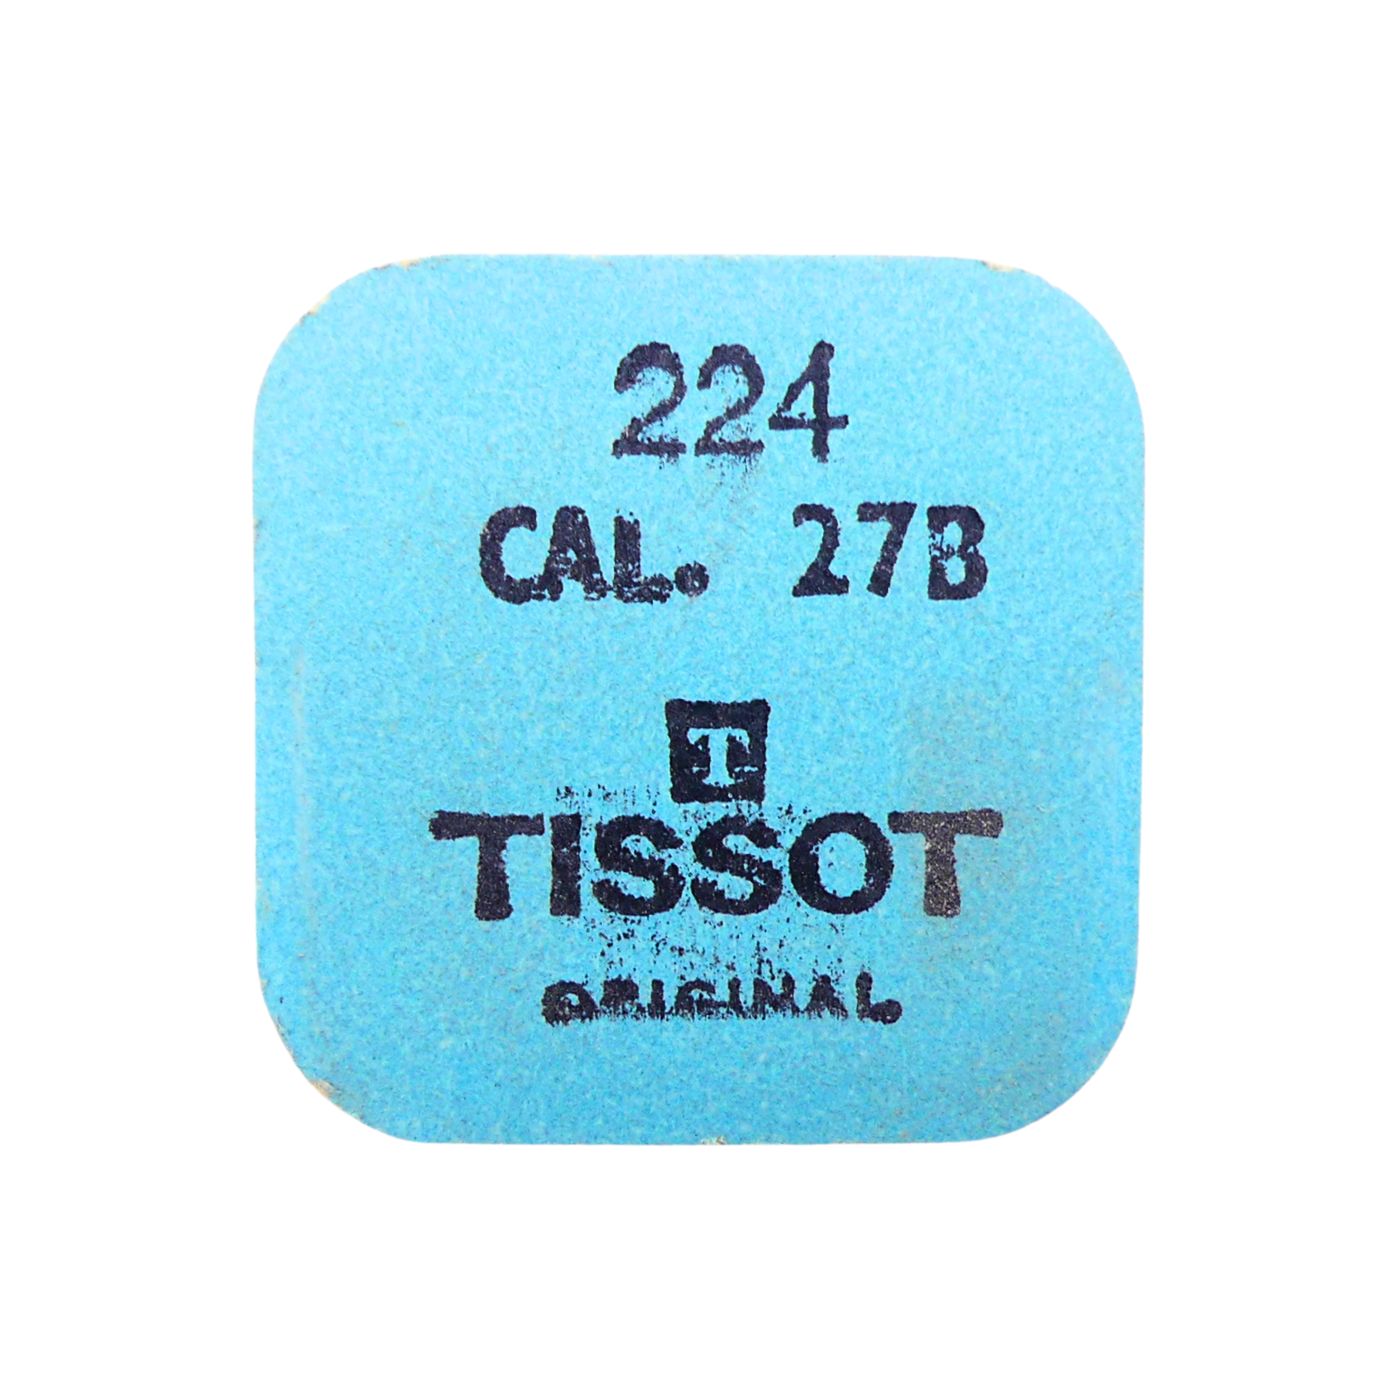 224
CAL. 27B
T
TISSOT
ORIGINAL